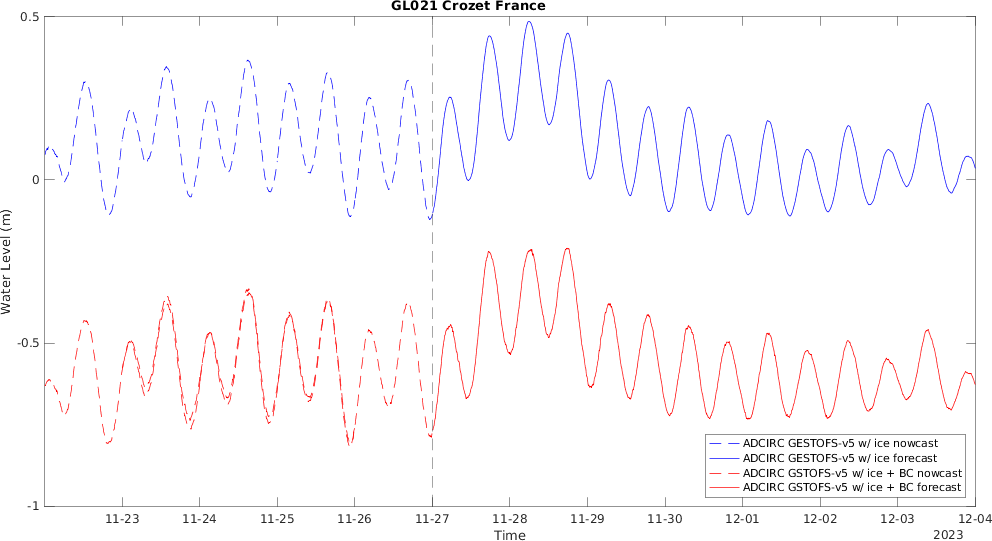 GL021 Crozet France
0.5
0
-0.5
-1
Water Level (m)
11-23 11-24 11-25 11-26 11-27 11-28 11-29 11-30 12-01 12-02 12-03 12-04
Time
2023
ADCIRC GESTOFS-v5 w/ ice nowcast
ADCIRC GESTOFS-v5 w/ ice forecast
ADCIRC GSTOFS-v5 w/ ice + BC nowcast
ADCIRC GSTOFS-v5 w/ ice + BC forecast